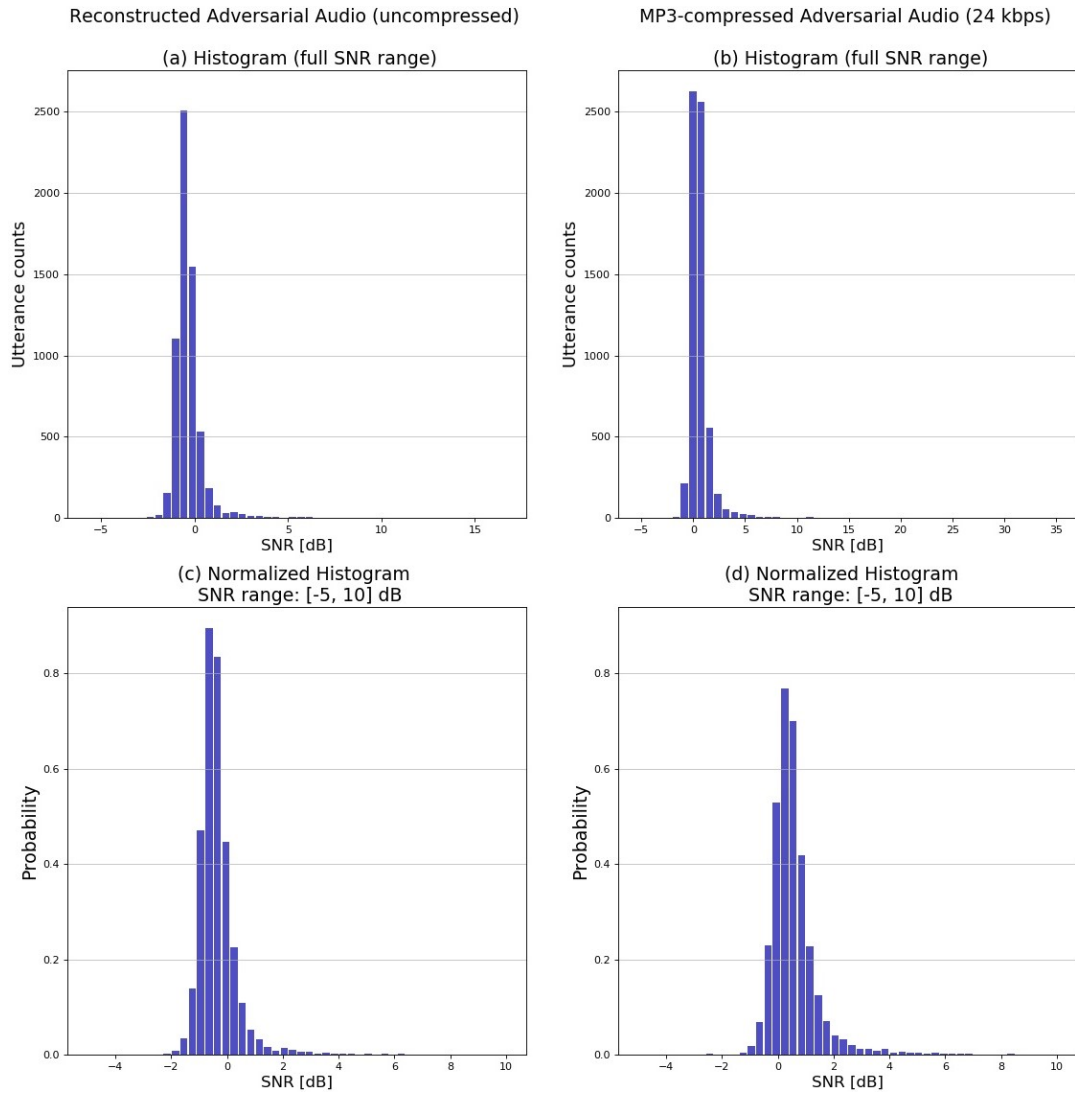 Reconstructed Adversarial Audio (uncompressed)
MP3-compressed Adversarial Audio (24 kbps)
(a) Histogram (full SNR range)
Utterance counts
2500
2000
1500
1000
500
0
−5 0 5 10 15
SNR [dB]
(b) Histogram (full SNR range)
Utterance counts
2500
2000
1500
1000
500
0
−5 0 5 10 15 20 25 30 35
SNR [dB]
(c) Normalized Histogram
SNR range: [-5, 10] dB
Probability
0.8
0.6
0.4
0.2
0.0
−4 −2 0 2 4 6 8 10
SNR [dB]
(d) Normalized Histogram
SNR range: [-5, 10] dB
Probability
0.8
0.6
0.4
0.2
0.0
−4 −2 0 2 4 6 8 10
SNR [dB]